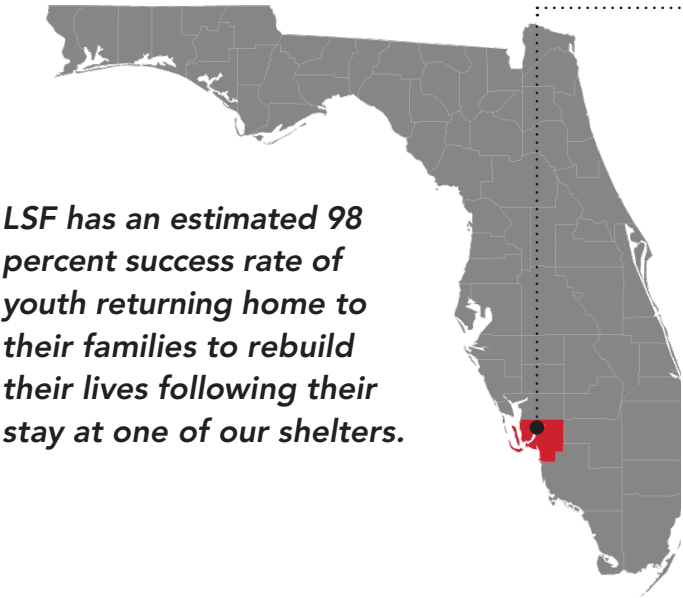 LSF has an estimated 98
percent success rate of
youth returning home to
their families to rebuild
their lives following their
stay at one of our shelters.